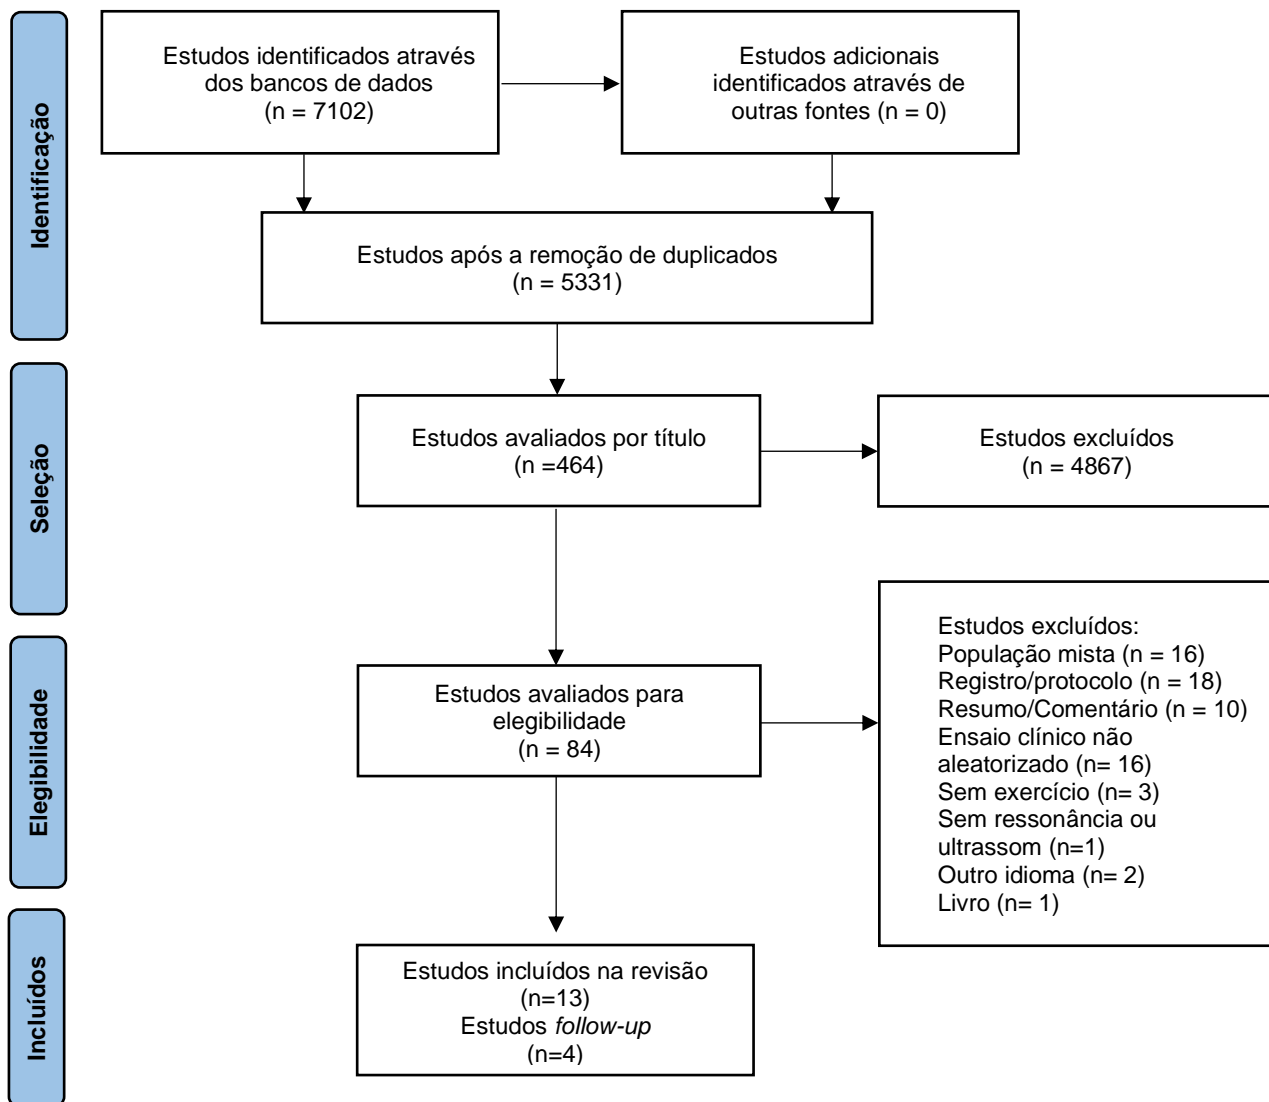 Identificação
Estudos identificados através
dos bancos de dados
(n = 7102)
Estudos adicionais
identificados através de
outras fontes (n = 0)
Estudos após a remoção de duplicados
(n = 5331)
Seleção
Estudos avaliados por título
(n =464)
Estudos excluídos
(n = 4867)
Elegibilidade
Estudos avaliados para
elegibilidade
(n = 84)
Estudos excluídos:
População mista (n = 16)
Registro/protocolo (n = 18)
Resumo/Comentário (n = 10)
Ensaio clínico não
aleatorizado (n= 16)
Sem exercício (n= 3)
Sem ressonância ou
ultrassom (n=1)
Outro idioma (n= 2)
Livro (n= 1)
Incluídos
Estudos incluídos na revisão
(n=13)
Estudos follow-up
(n=4)